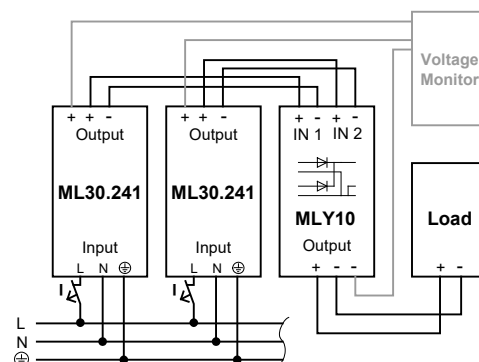 Voltage
Monitor
+ + -
+ + -
+ - + -
Output
Output
IN 1 IN 2
ML30.241
ML30.241
MLY10
Load
Input
Input
Output
L N ⏚
L N ⏚
+ - -
+ -
I
I
L
N
⏚